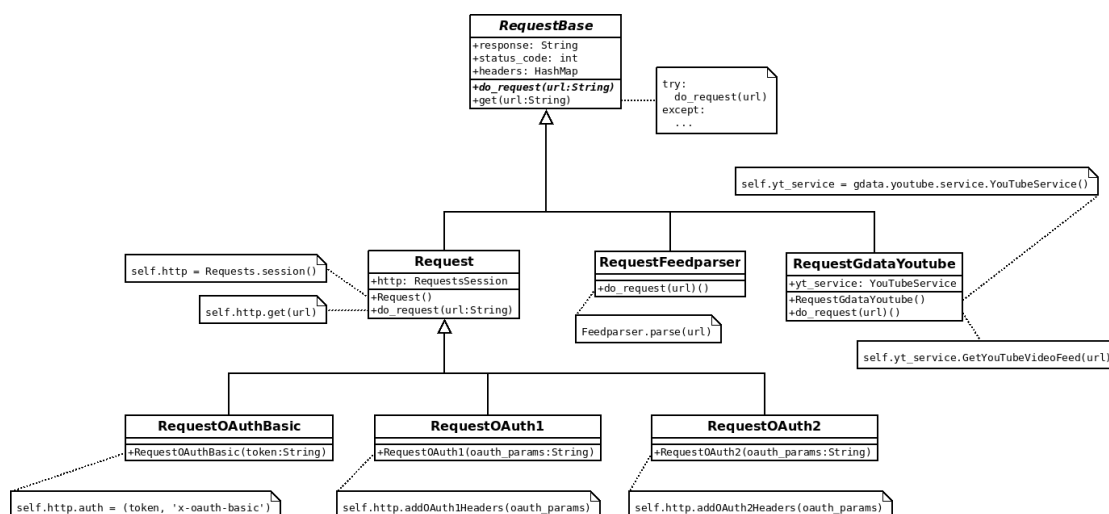 RequestBase
+response: String
+status_code: int
+headers: HashMap
+do_request(url:String)
+get(url:String)
try:
do_request(url)
except:
...
self.yt_service = gdata.youtube.service.YouTubeService()
self.http = Requests.session()
self.http.get(url)
Request
+http: RequestsSession
+Request()
+do_request(url:String)
RequestFeedparser
+do_request(url)()
Feedparser.parse(url)
RequestGdataYoutube
+yt_service: YouTubeService
+RequestGdataYoutube()
+do_request(url)()
self.yt_service.GetYouTubeVideoFeed(url)
RequestOAuthBasic
+RequestOAuthBasic(token:String)
RequestOAuth1
+RequestOAuth1(oauth_params:String)
RequestOAuth2
+RequestOAuth2(oauth_params:String)
self.http.auth = (token, 'x-oauth-basic')
self.http.addOAuth1Headers(oauth_params)
self.http.addOAuth2Headers(oauth_params)